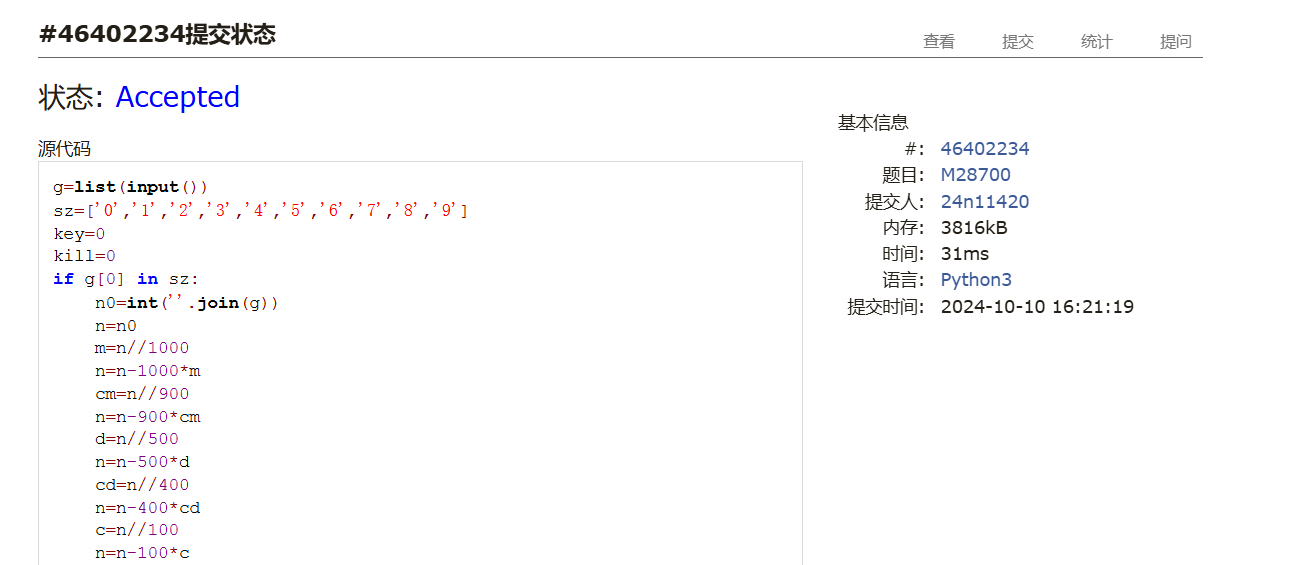 #46402234提交状态
查看 提交 统计 提问
状态: Accepted
源代码
g=list(input())
sz=['0','1','2','3','4','5','6','7','8','9']
key=0
kill=0
if g[0] in sz:
    n0=int(''.join(g))
    n=n0
    m=n//1000
    n=n-1000*m
    cm=n//900
    n=n-900*cm
    d=n//500
    n=n-500*d
    cd=n//400
    n=n-400*cd
    c=n//100
    n=n-100*c
基本信息
#: 46402234
题目: M28700
提交人: 24n11420
内存: 3816kB
时间: 31ms
语言: Python3
提交时间: 2024-10-10 16:21:19